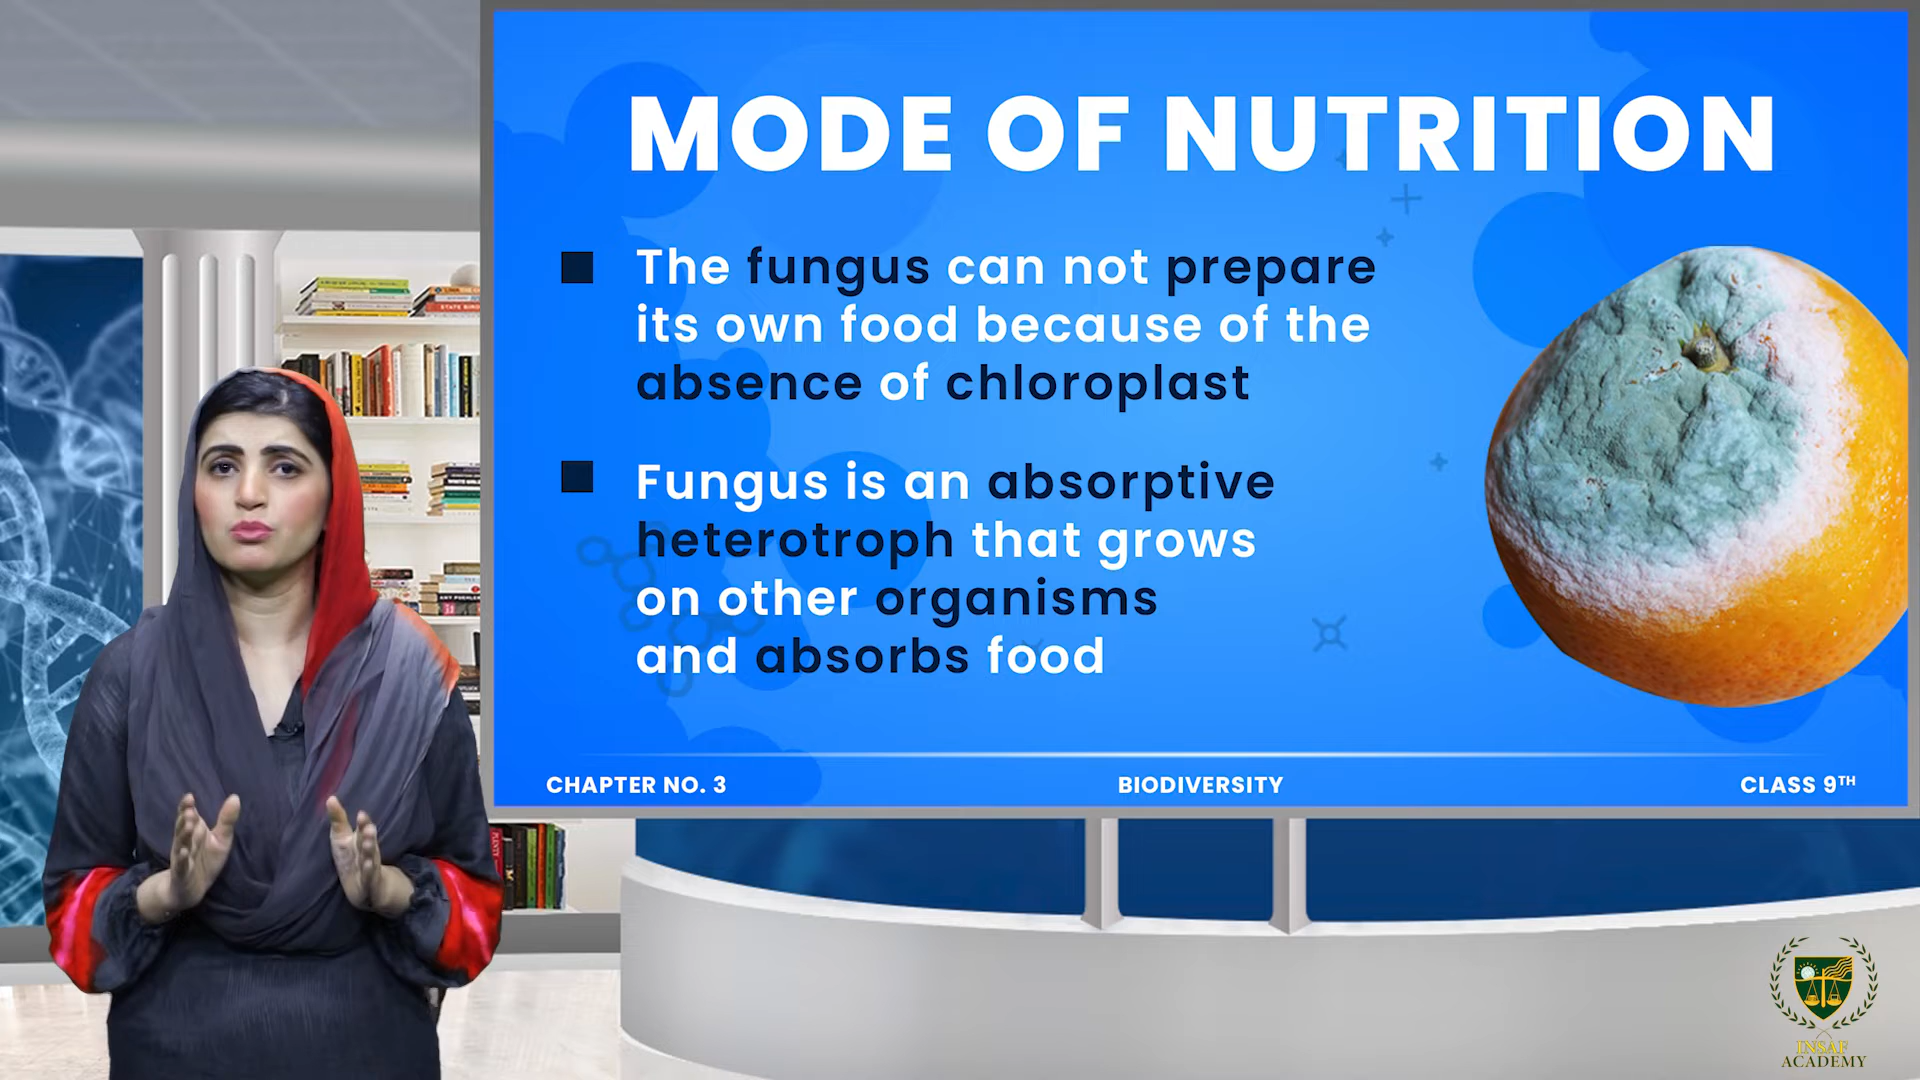 MODE OF NUTRITION
The fungus can not prepare
its own food because of the
absence of chloroplast
Fungus is an absorptive
heterotroph that grows
on other organisms
and absorbs food
CHAPTER NO. 3
BIODIVERSITY
CLASS 9TH
INSAF
ACADEMY